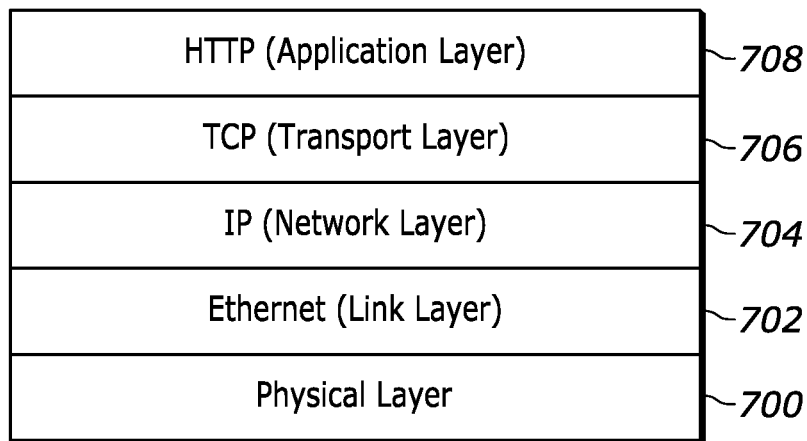 HTTP (Application Layer) 708
TCP (Transport Layer) 706
IP (Network Layer) 704
Ethernet (Link Layer) 702
Physical Layer 700